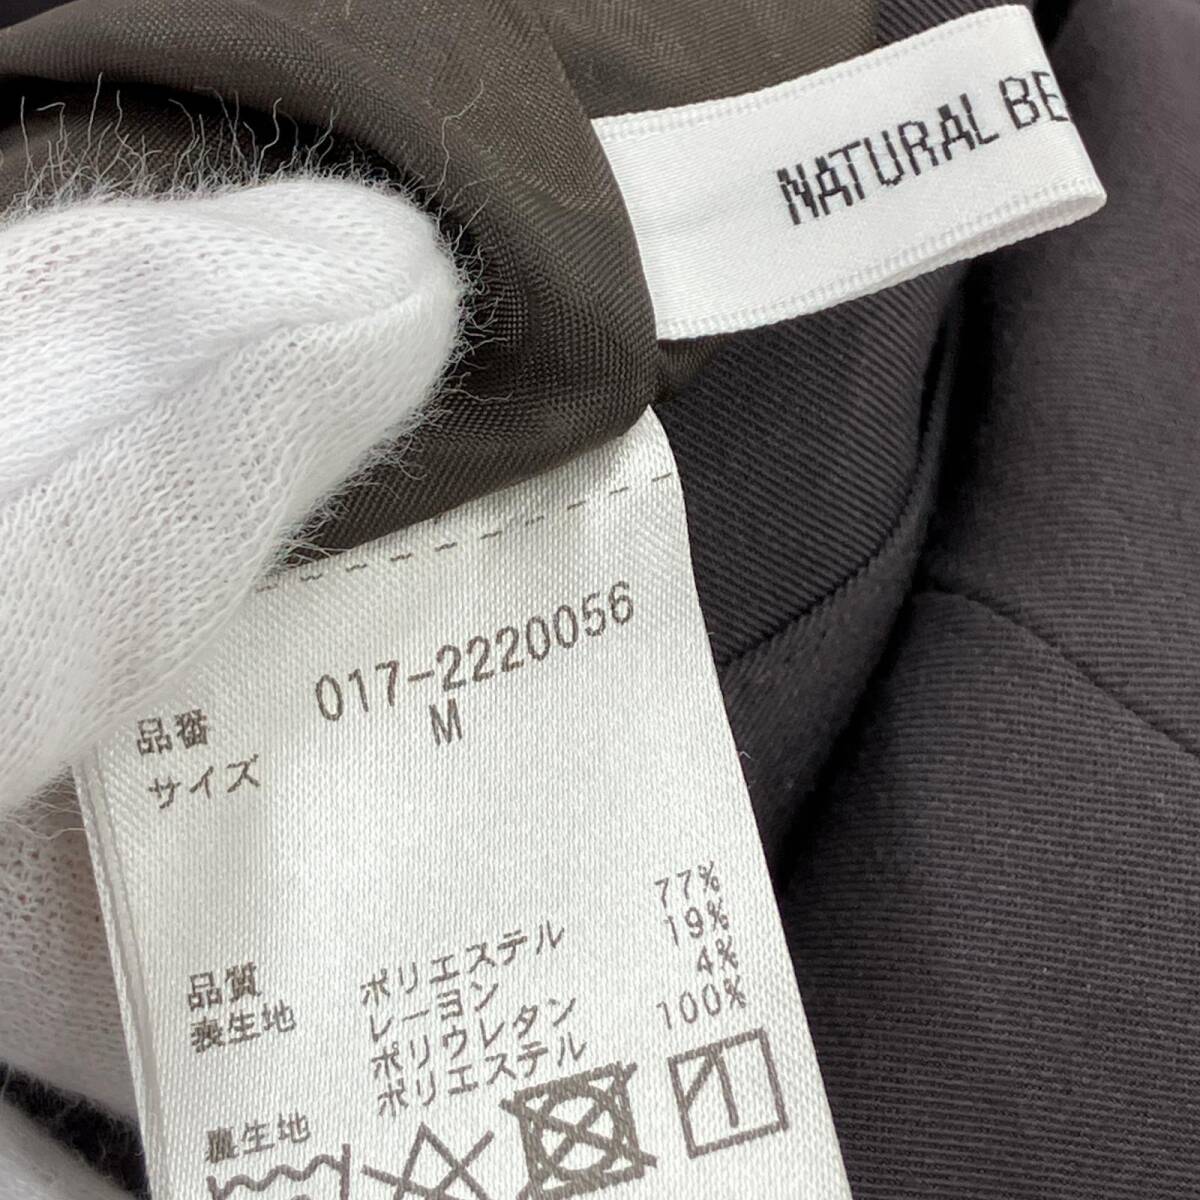 NATURAL BE
品番 017-2220056
サイズ M
品質
表生地 ポリエステル 77%
レーヨン 19%
ポリウレタン 4%
裏生地 ポリエステル 100%